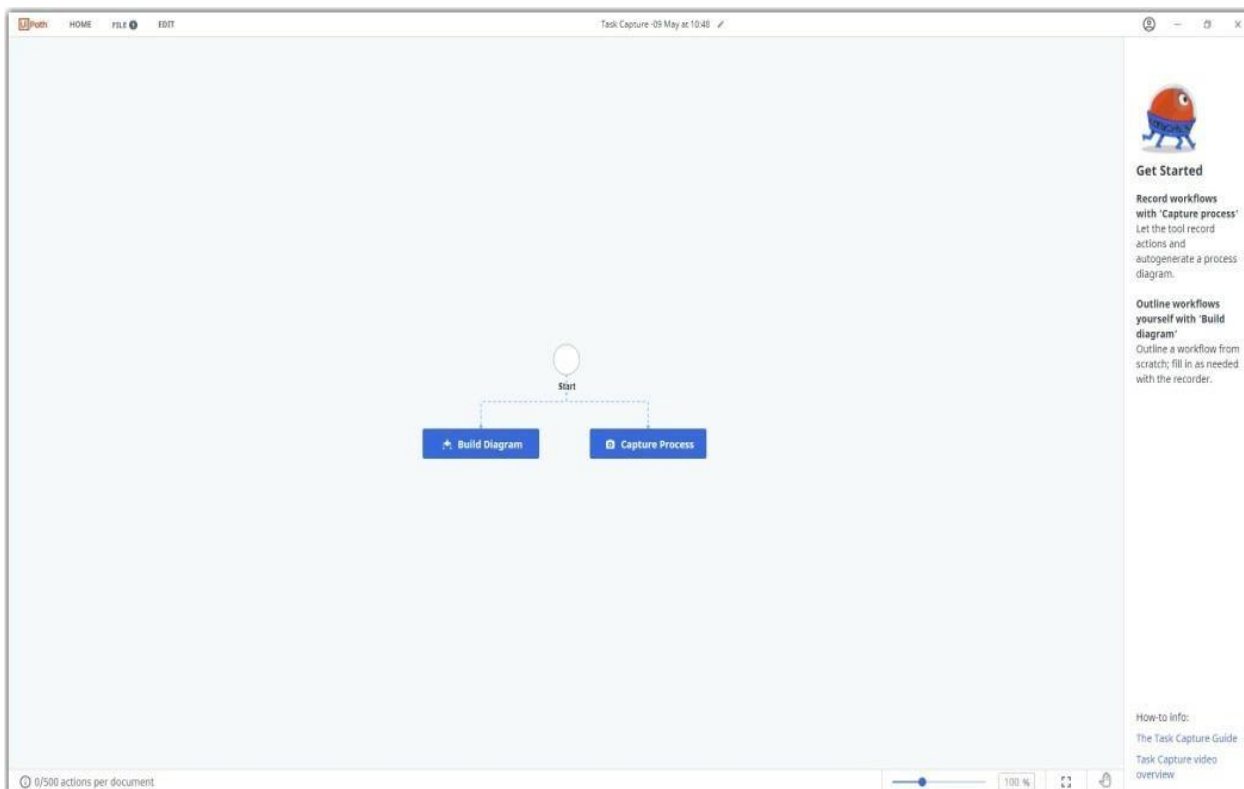 UiPath HOME FILE EDIT Task Capture -09 May at 10:48
Start
Build Diagram Capture Process
Get Started
Record workflows
with 'Capture process'
Let the tool record
actions and
autogenerate a process
diagram.
Outline workflows
yourself with 'Build
diagram'
Outline a workflow from
scratch; fill in as needed
with the recorder.
How-to info:
The Task Capture Guide
Task Capture video
overview
0/500 actions per document 100 %